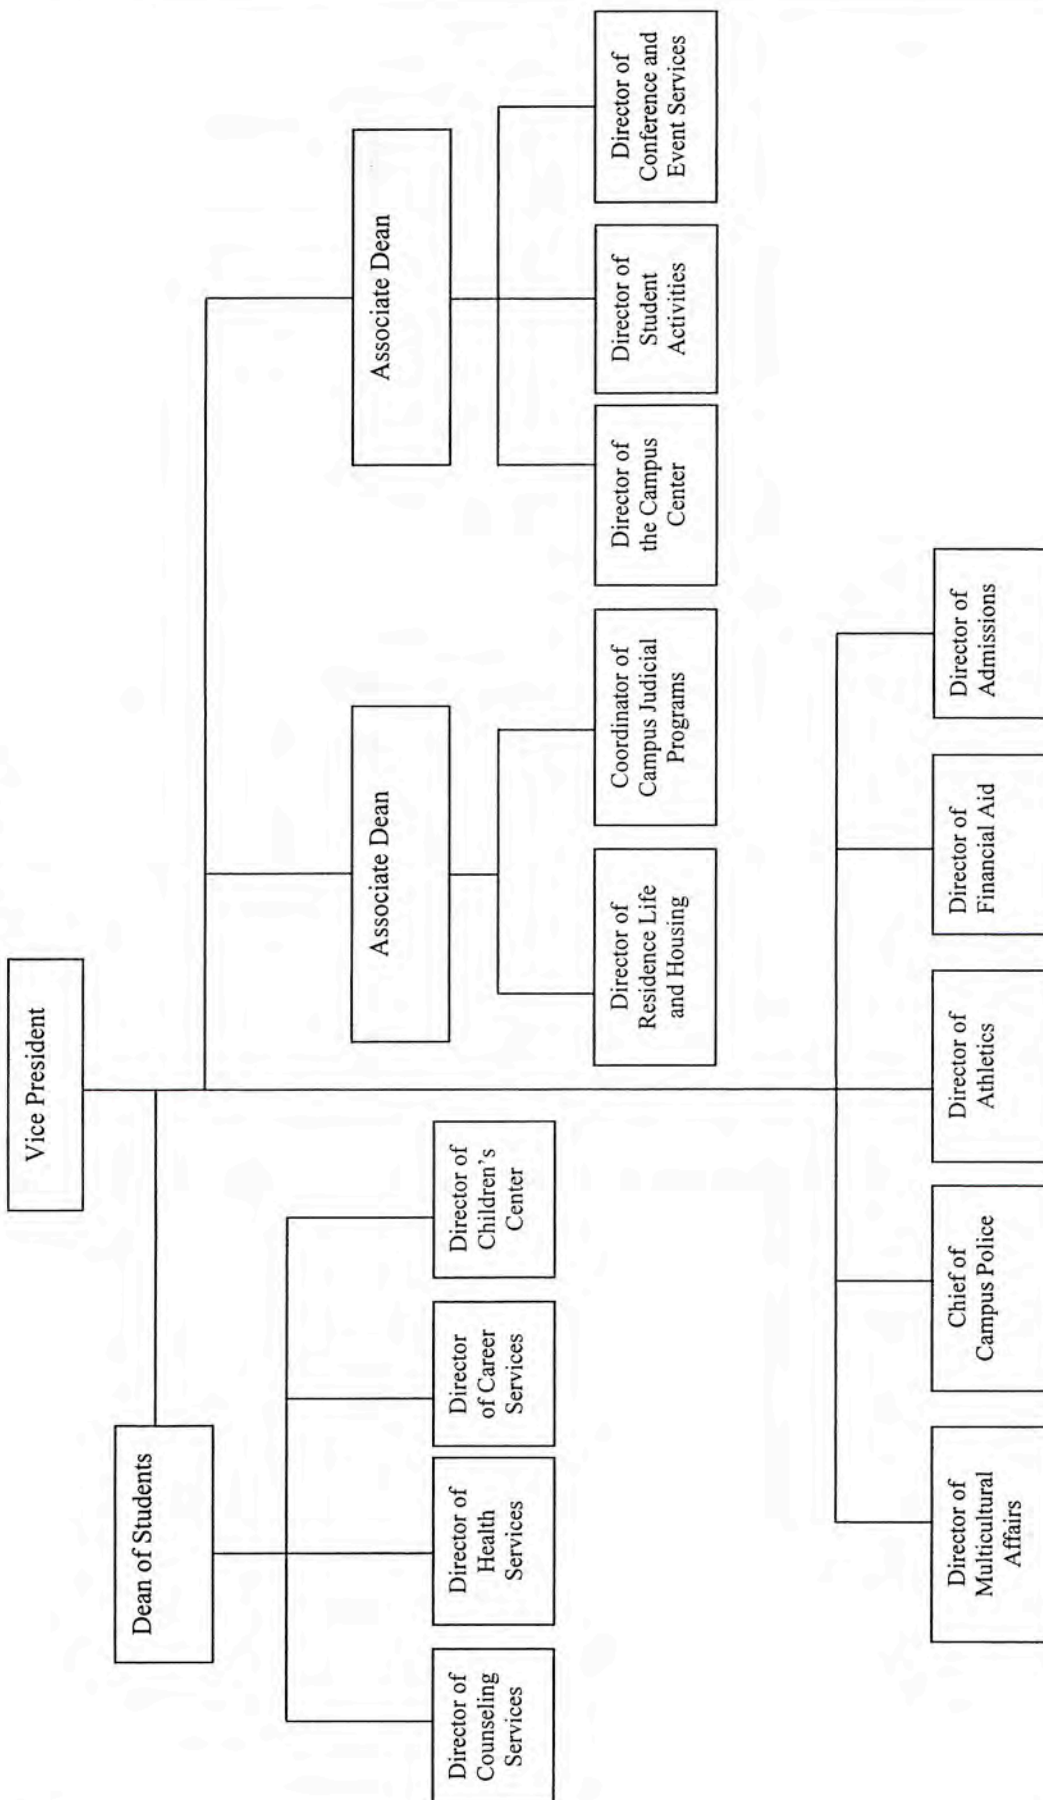 Vice President
Dean of Students
Associate Dean
Associate Dean
Director of
Counseling
Services
Director of
Health
Services
Director
of Career
Services
Director of
Children's
Center
Director of
Residence Life
and Housing
Coordinator of
Campus Judicial
Programs
Director of
the Campus
Center
Director of
Student
Activities
Director of
Conference and
Event Services
Director of
Multicultural
Affairs
Chief of
Campus Police
Director of
Athletics
Director of
Financial Aid
Director of
Admissions